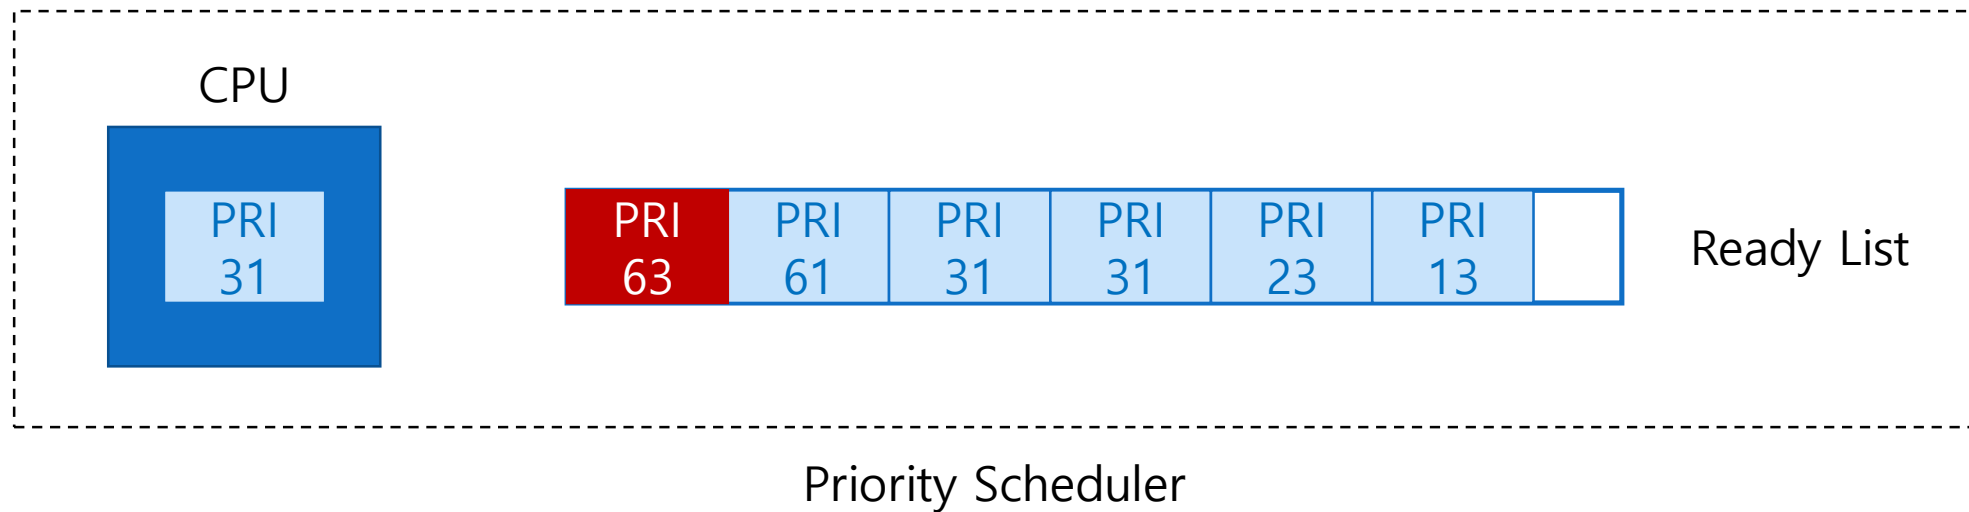 CPU
PRI
31
PRI
63
PRI
61
PRI
31
PRI
31
PRI
23
PRI
13
Ready List
Priority Scheduler